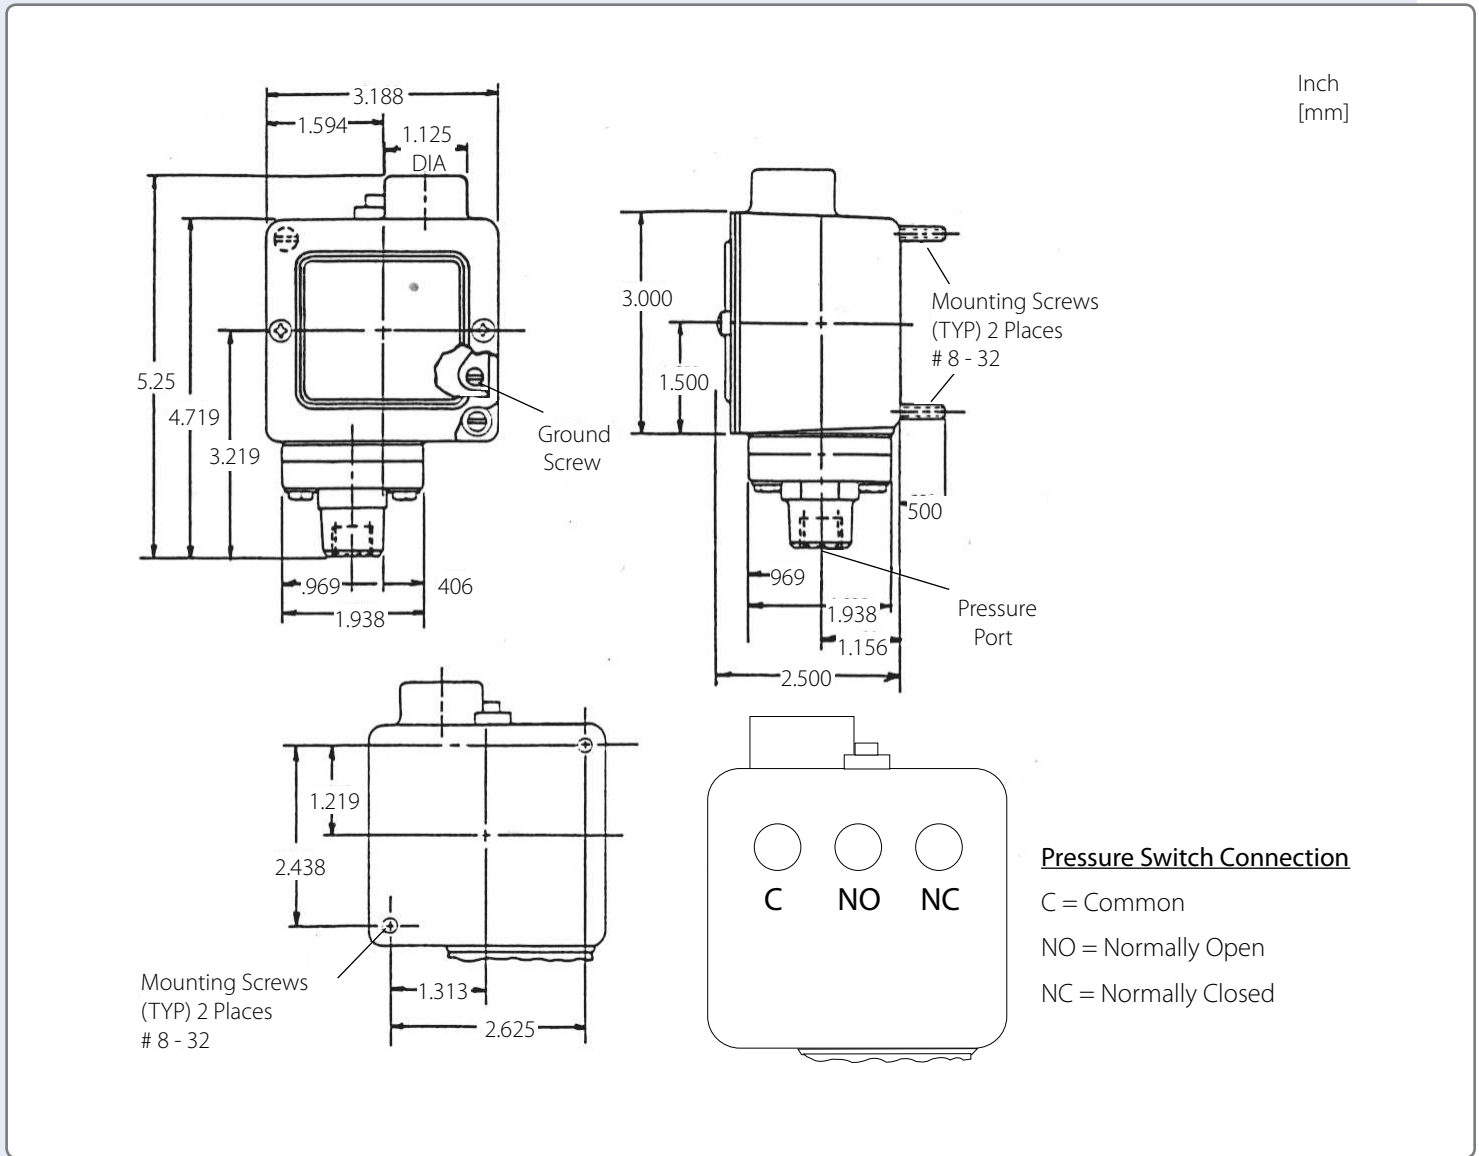 Inch
[mm]
3.188
1.594
1.125
DIA
5.25
4.719
3.219
Ground
Screw
.969
406
1.938
3.000
1.500
Mounting Screws
(TYP) 2 Places
# 8 - 32
500
969
1.938
1.156
2.500
Pressure
Port
1.219
2.438
Mounting Screws
(TYP) 2 Places
# 8 - 32
1.313
2.625
C NO NC
Pressure Switch Connection
C = Common
NO = Normally Open
NC = Normally Closed